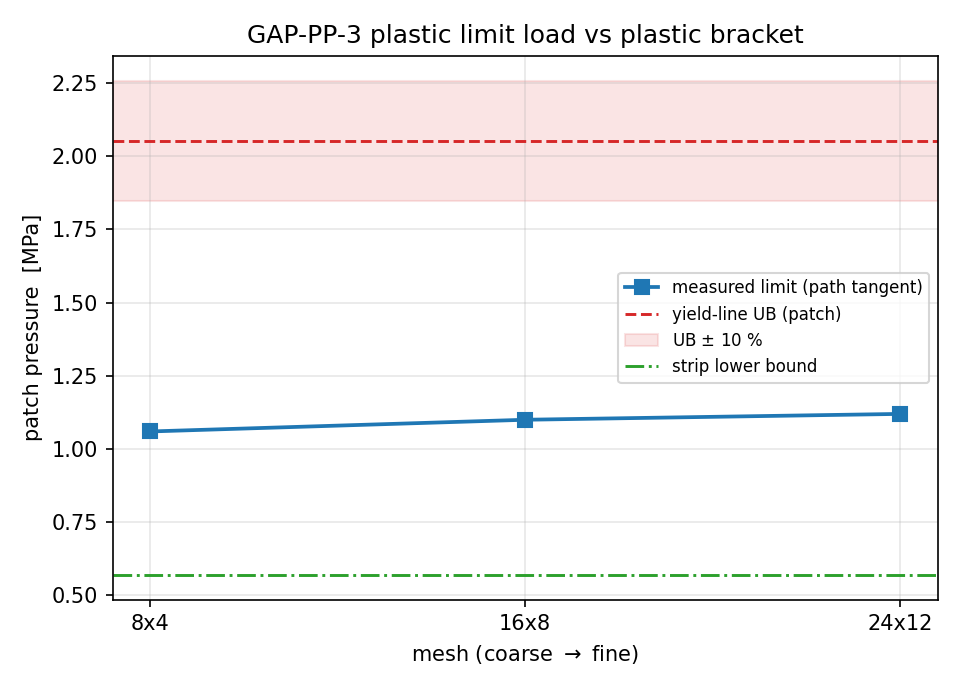 GAP-PP-3 plastic limit load vs plastic bracket
patch pressure [MPa]
2.25
2.00
1.75
1.50
1.25
1.00
0.75
0.50
measured limit (path tangent)
yield-line UB (patch)
UB ± 10 %
strip lower bound
8x4
16x8
24x12
mesh (coarse → fine)